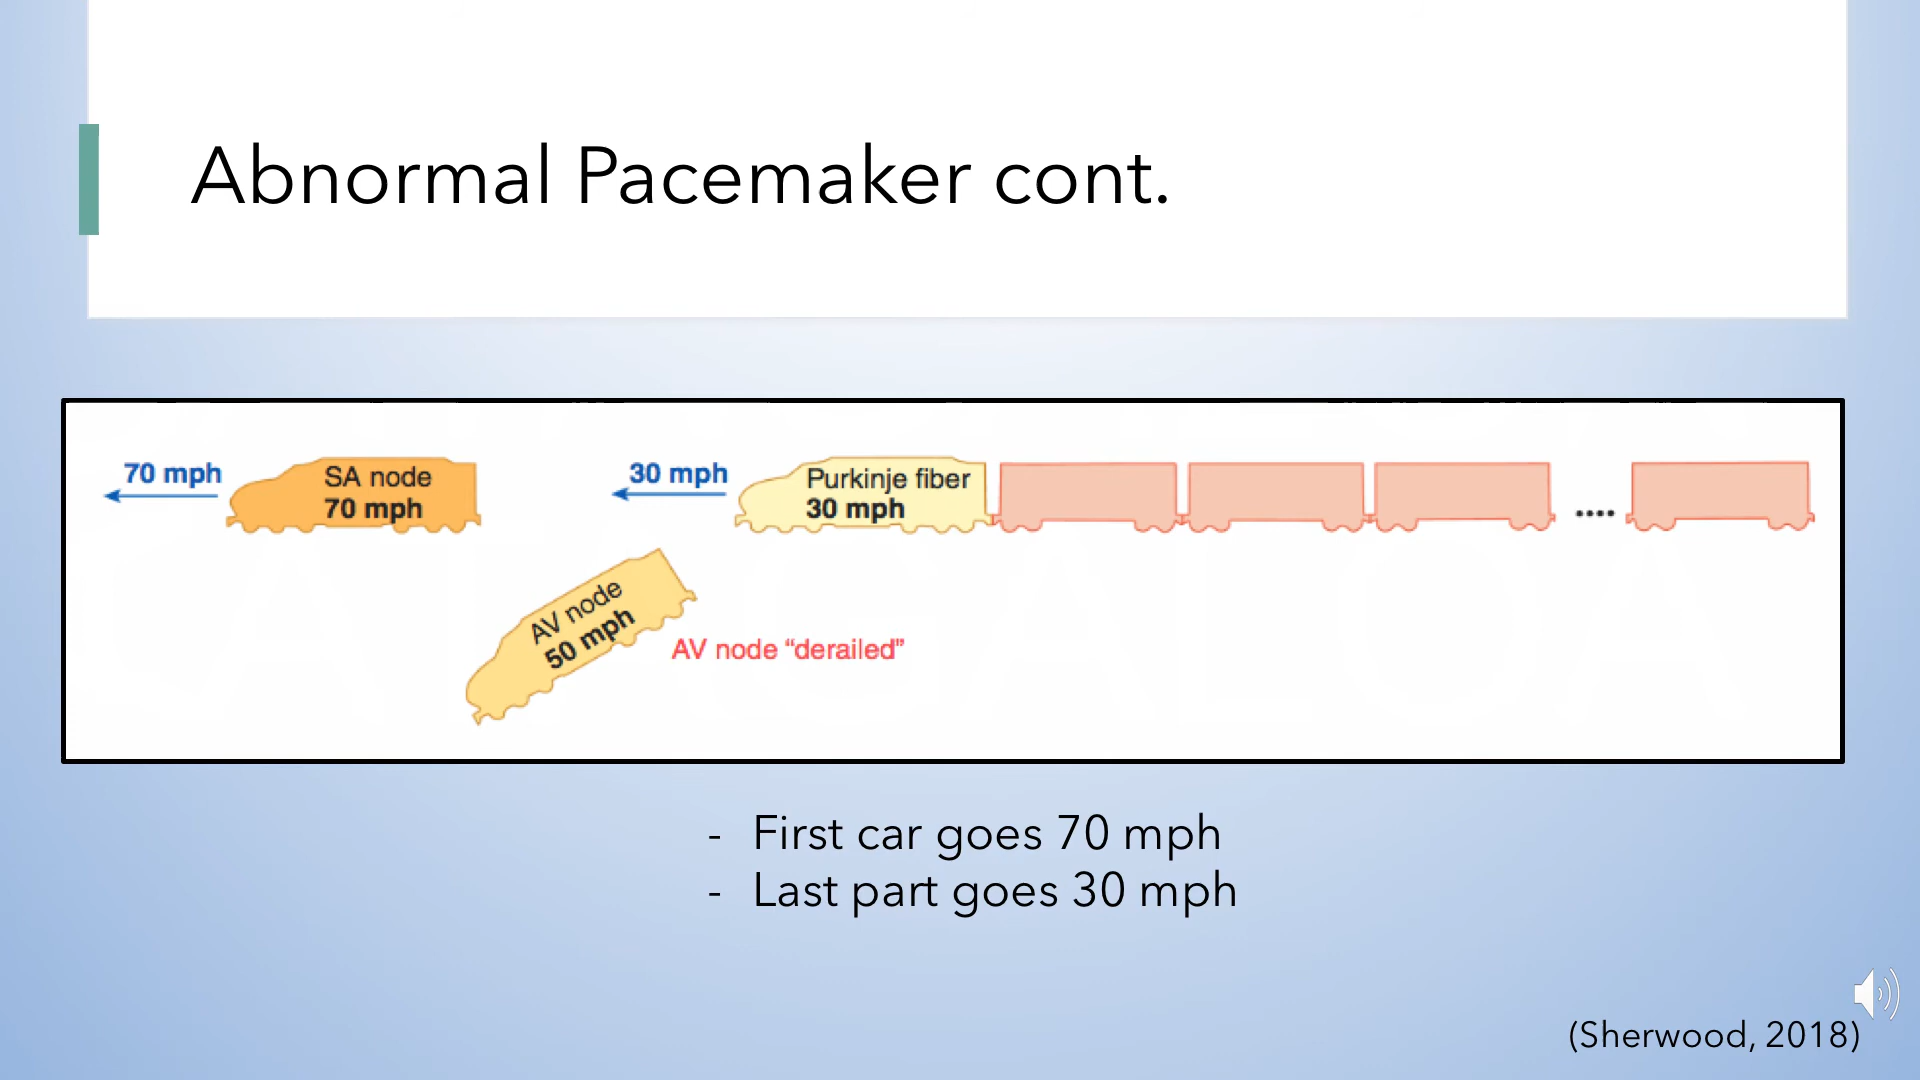 Abnormal Pacemaker cont.
70 mph
SA node
70 mph
30 mph
Purkinje fiber
30 mph
....
AV node
50 mph
AV node “derailed”
- First car goes 70 mph
- Last part goes 30 mph
(Sherwood, 2018)